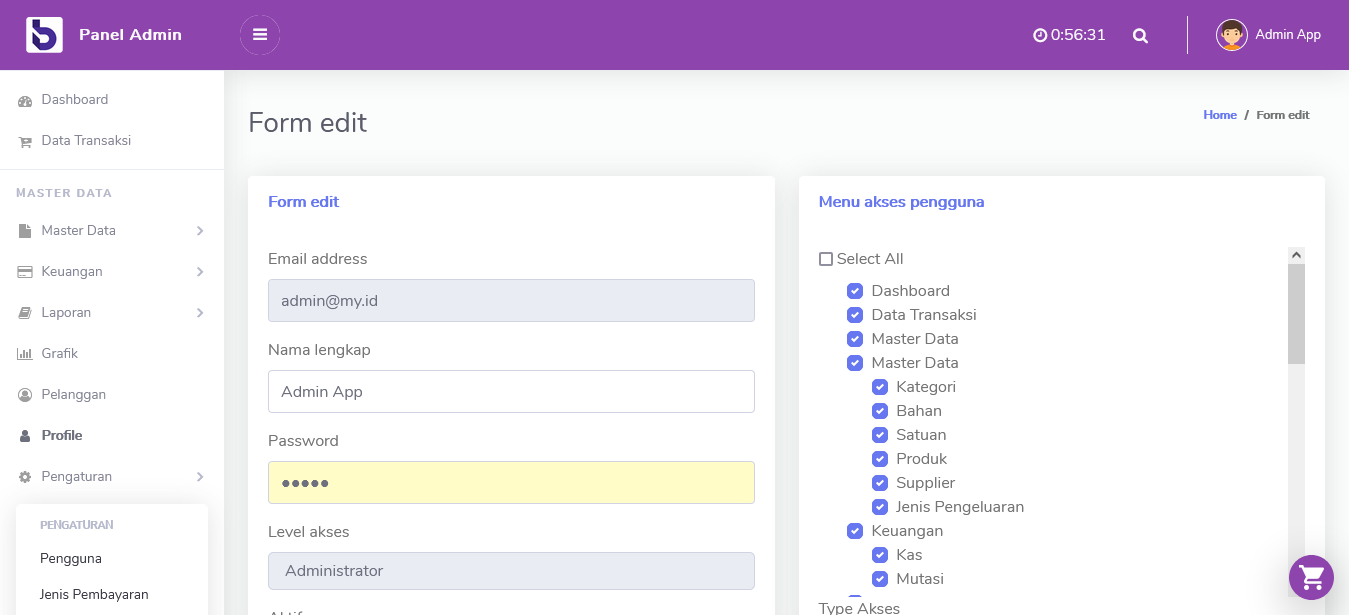 Panel Admin
0:56:31
Admin App
Dashboard
Data Transaksi
MASTER DATA
Master Data
Keuangan
Laporan
Grafik
Pelanggan
Profile
Pengaturan
PENGATURAN
Pengguna
Jenis Pembayaran
Form edit
Home / Form edit
Form edit
Email address
admin@my.id
Nama lengkap
Admin App
Password
•••••
Level akses
Administrator
Aktif
Menu akses pengguna
Select All
Dashboard
Data Transaksi
Master Data
Master Data
Kategori
Bahan
Satuan
Produk
Supplier
Jenis Pengeluaran
Keuangan
Kas
Mutasi
Type Akses